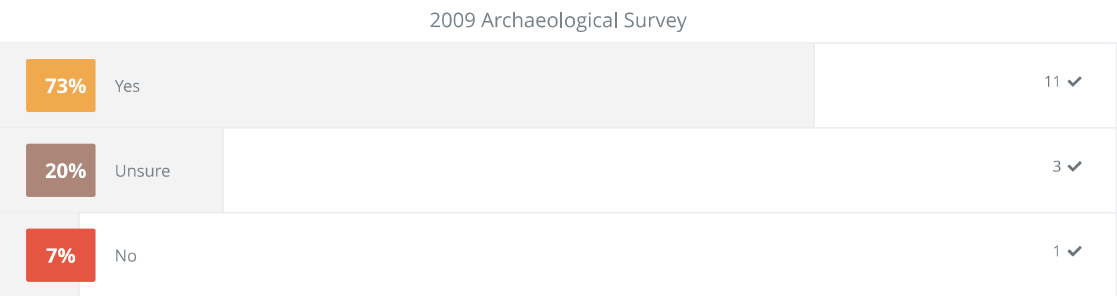 2009 Archaeological Survey
73% Yes 11
20% Unsure 3
7% No 1